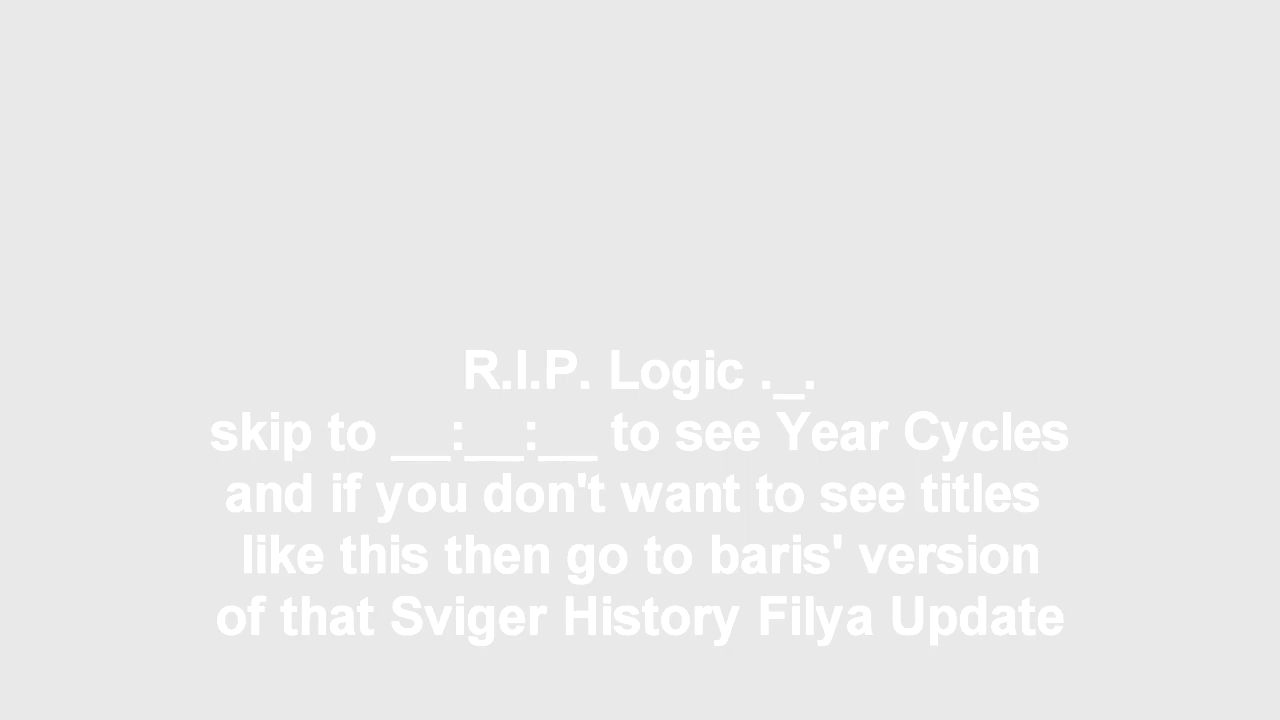 R.I.P. Logic ._.
skip to __:__:__ to see Year Cycles
and if you don't want to see titles
like this then go to baris' version
of that Sviger History Filya Update